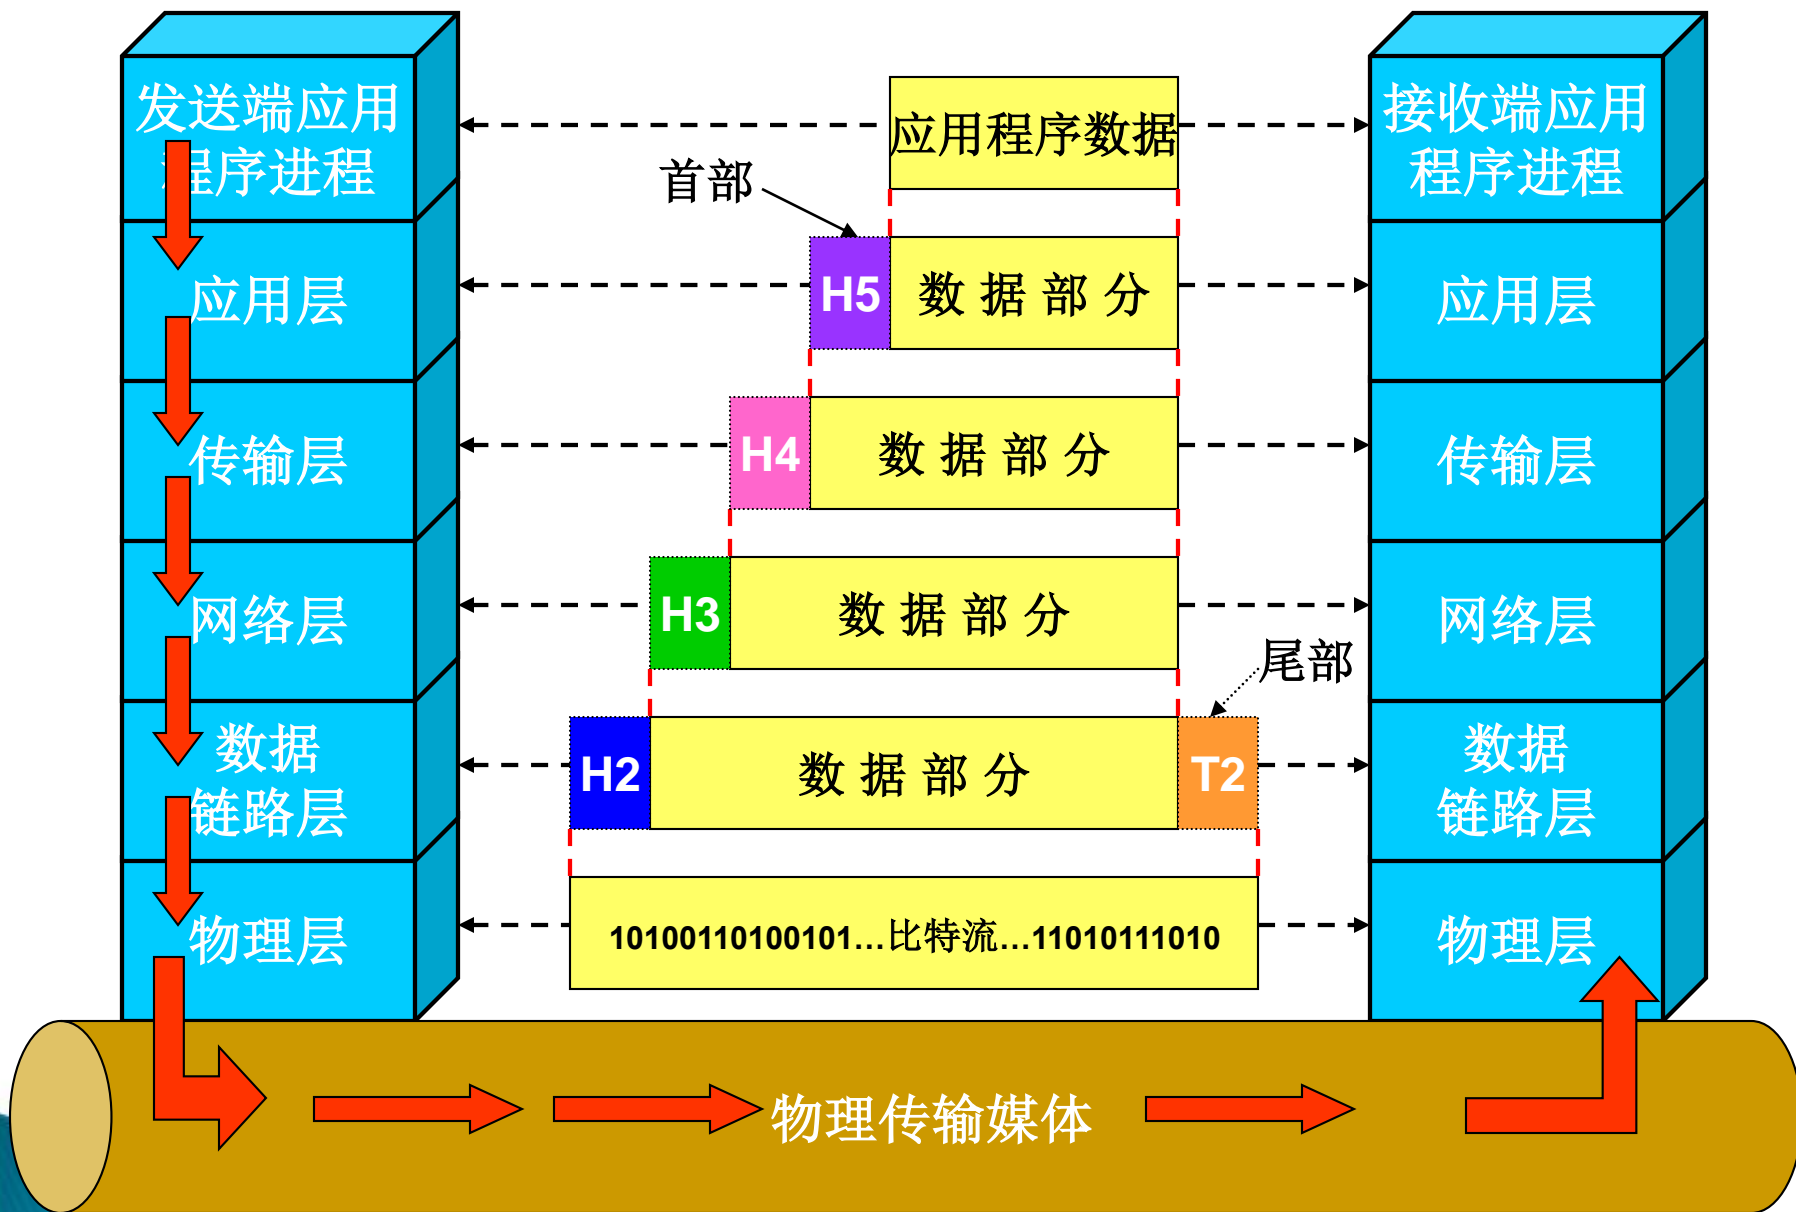 发送端应用
程序进程
应用程序数据
接收端应用
程序进程
首部
应用层
H5 数据部分
应用层
传输层
H4 数据部分
传输层
网络层
H3 数据部分
网络层
尾部
数据
链路层
H2 数据部分 T2
数据
链路层
物理层
10100110100101…比特流…11010111010
物理层
物理传输媒体